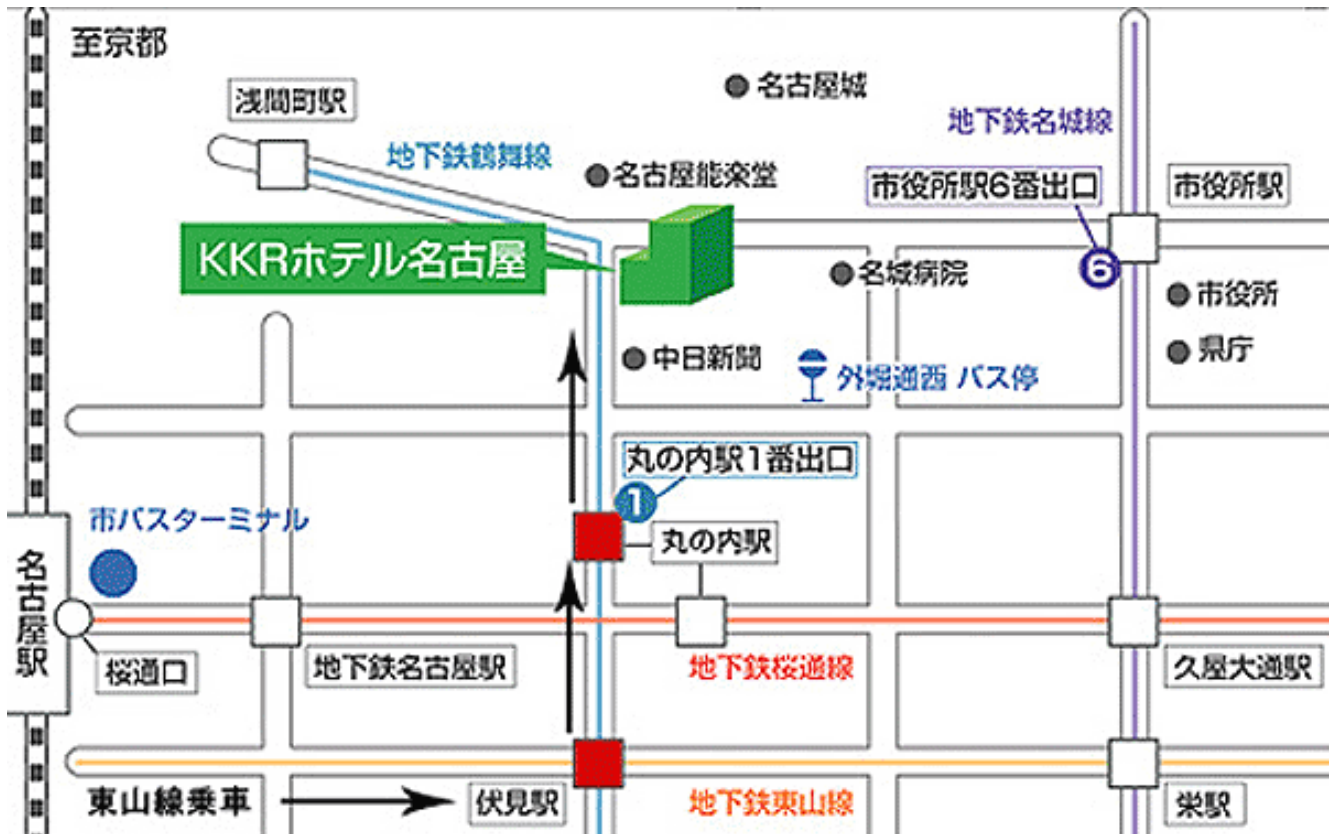 至京都
浅間町駅
名古屋城
地下鉄名城線
地下鉄鶴舞線
名古屋能楽堂
市役所駅6番出口
市役所駅
KKRホテル名古屋
6
名城病院
市役所
中日新聞
県庁
外堀通西 バス停
丸の内駅1番出口
1
市バスターミナル
丸の内駅
名古屋駅
桜通口
地下鉄名古屋駅
地下鉄桜通線
久屋大通駅
東山線乗車
伏見駅
地下鉄東山線
栄駅